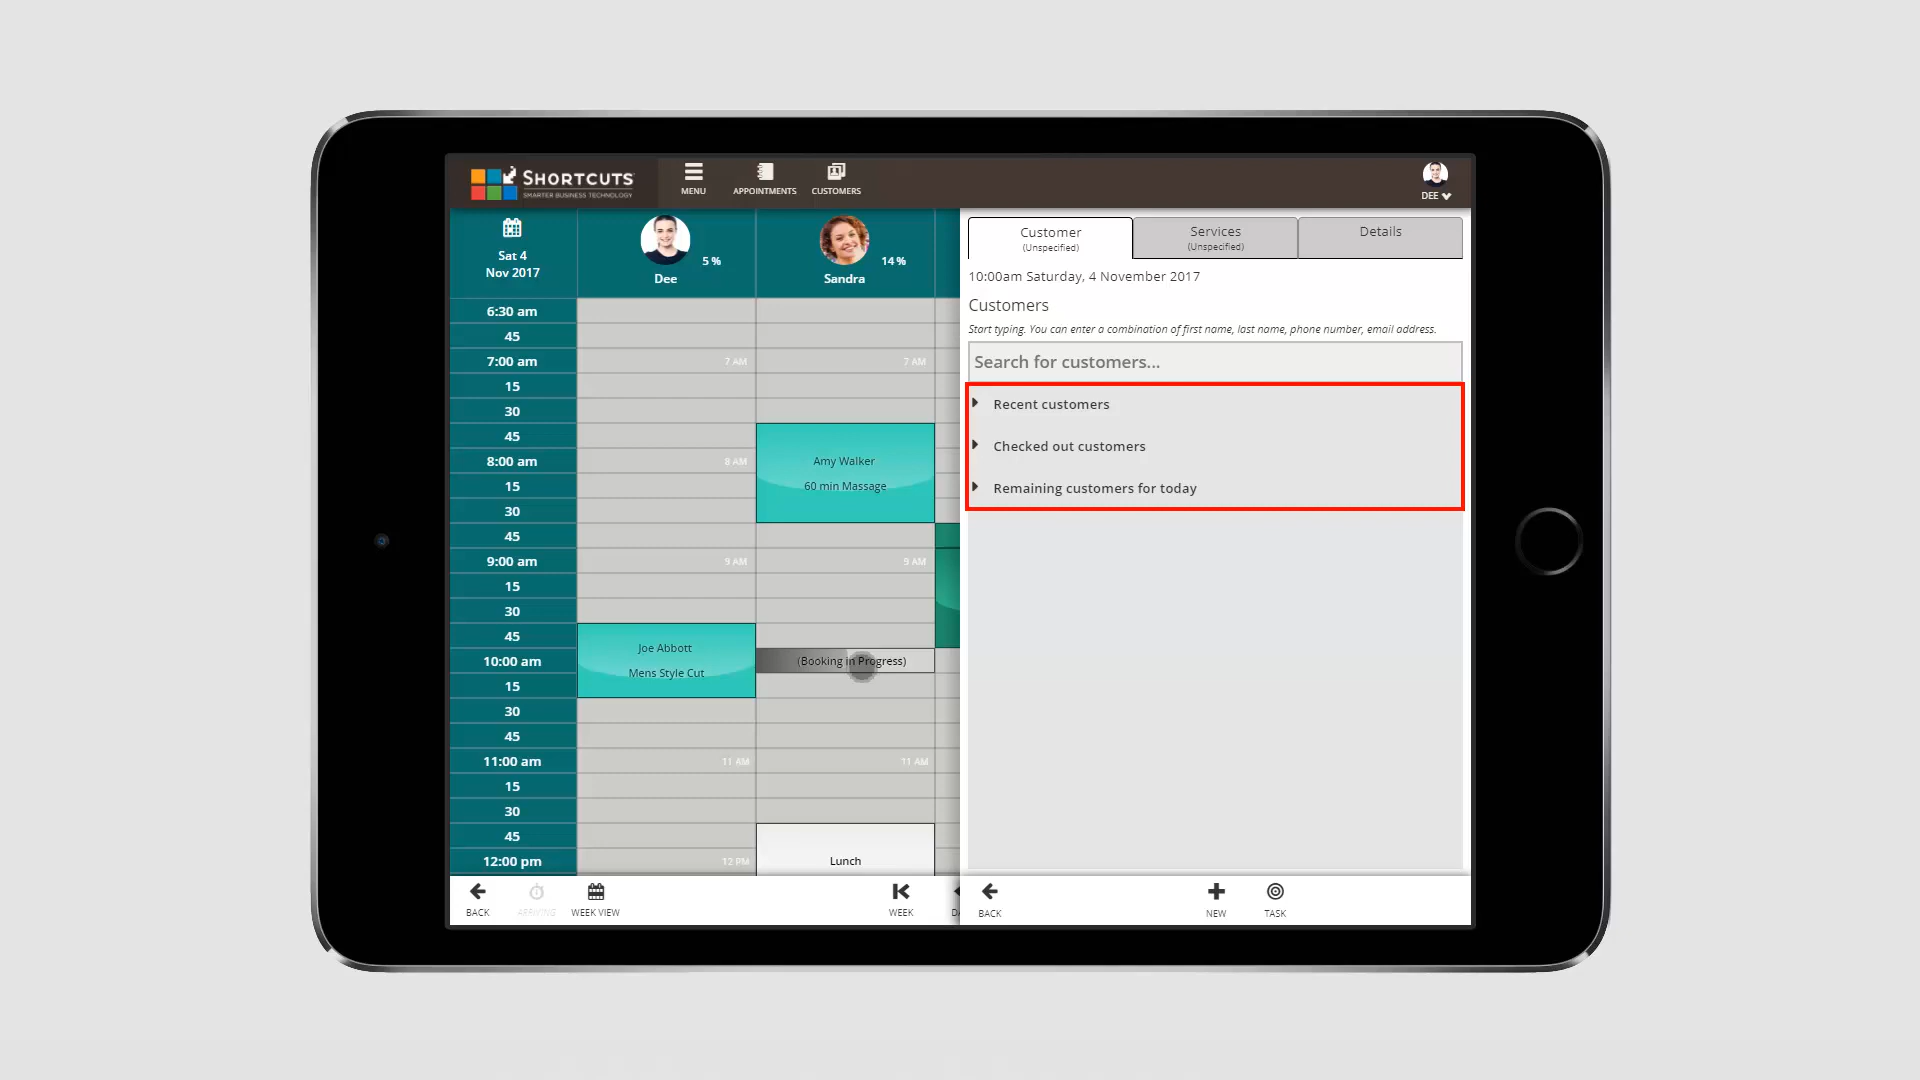 SHORTCUTS
SMARTER BUSINESS TECHNOLOGY
MENU
APPOINTMENTS
CUSTOMERS
DEE
Sat 4
Nov 2017
5 %
Dee
14 %
Sandra
6:30 am
45
7:00 am
7 AM
7 AM
15
30
45
8:00 am
8 AM
15
30
45
9:00 am
9 AM
9 AM
15
30
45
10:00 am
15
30
45
11:00 am
11 AM
11 AM
15
30
45
12:00 pm
12 PM
Amy Walker
60 min Massage
Joe Abbott
Mens Style Cut
(Booking in Progress)
Lunch
BACK
ARRIVING
WEEK VIEW
WEEK
Customer
(Unspecified)
Services
(Unspecified)
Details
10:00am Saturday, 4 November 2017
Customers
Start typing. You can enter a combination of first name, last name, phone number, email address.
Search for customers...
Recent customers
Checked out customers
Remaining customers for today
BACK
NEW
TASK